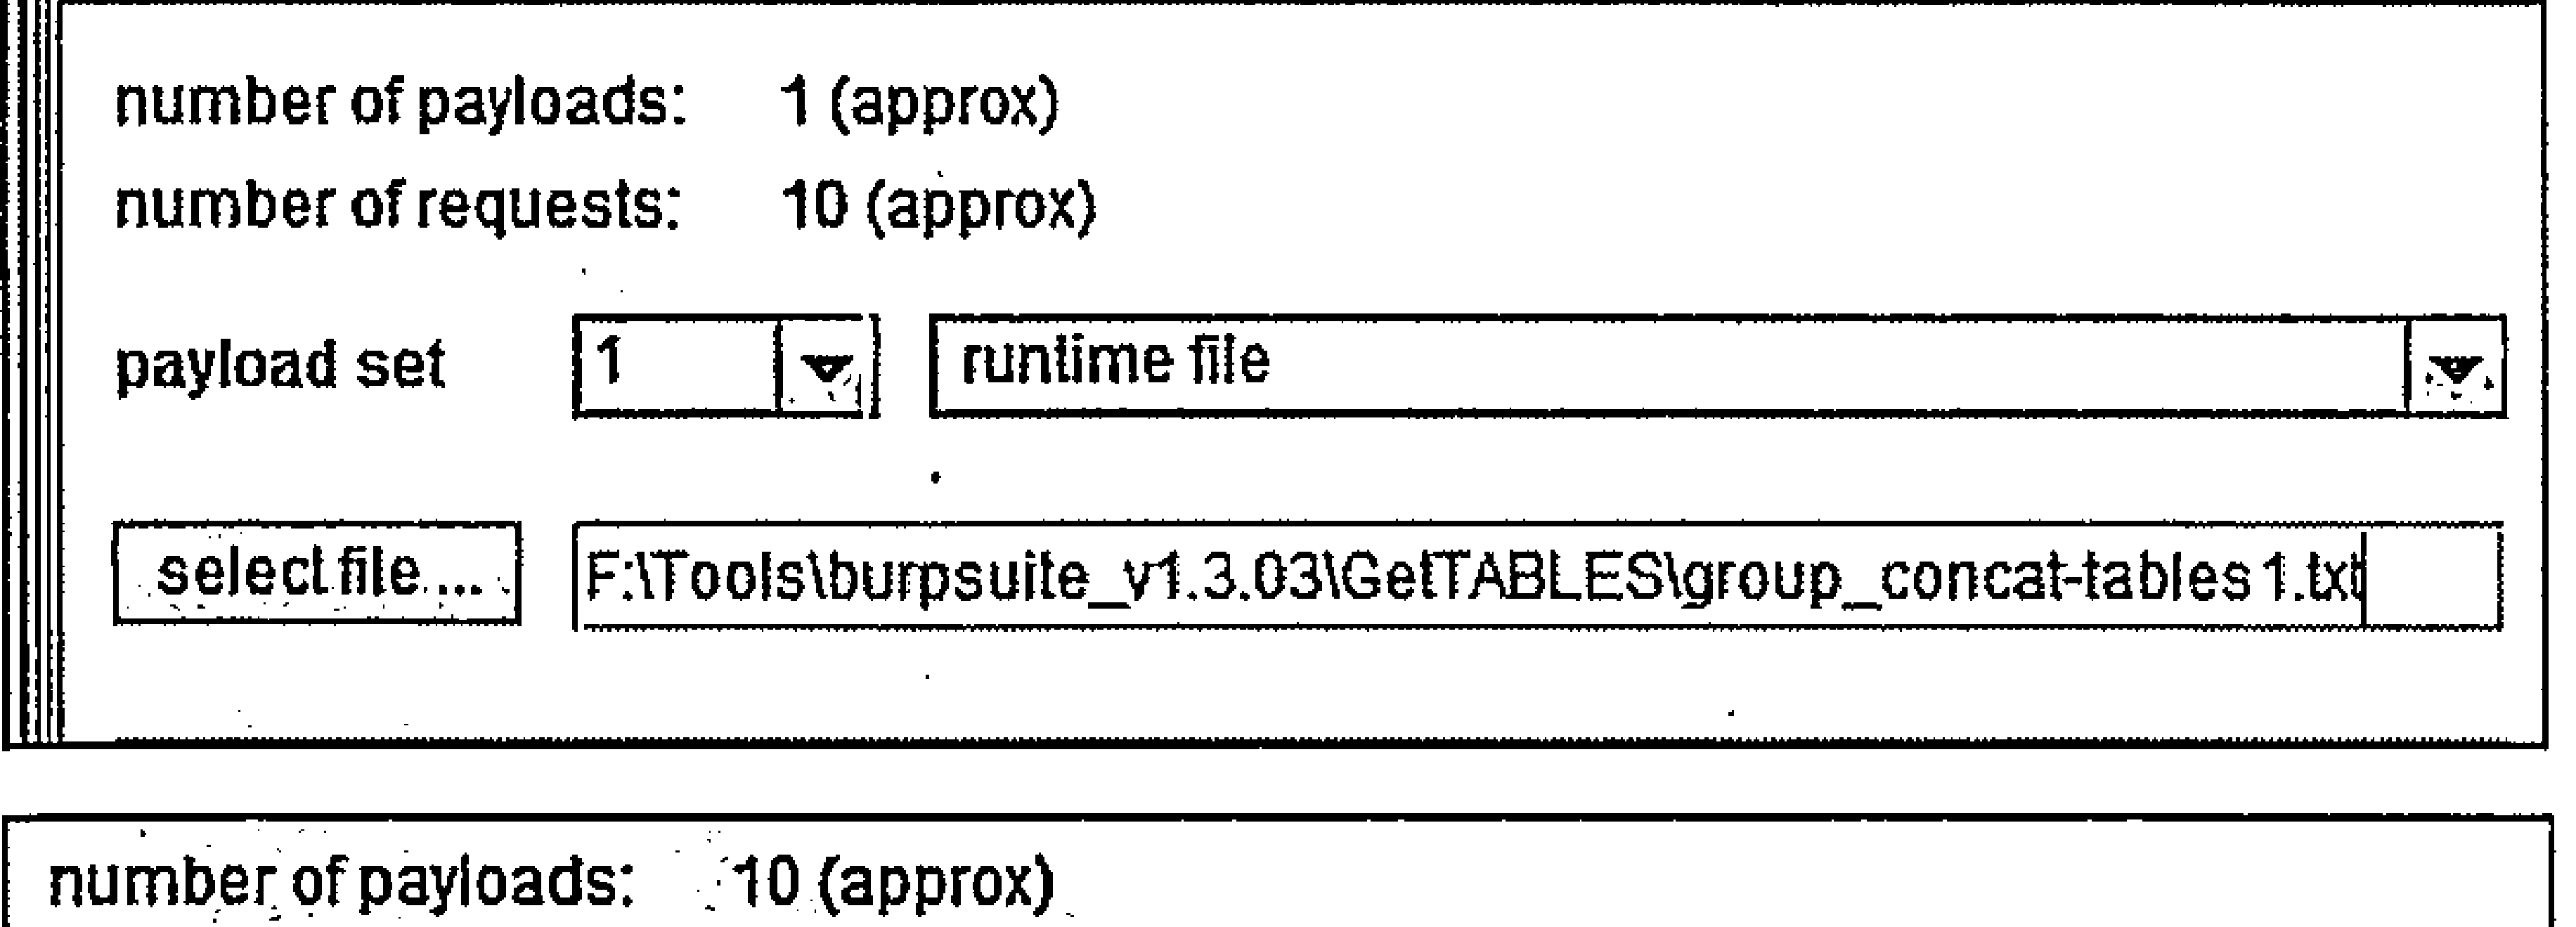 number of payloads: 1 (approx)
number of requests: 10 (approx)
payload set 1 runtime file
select file ... F:\Tools\burpsuite_v1.3.03\GetTABLES\group_concat-tables1.txt
number of payloads: 10 (approx)